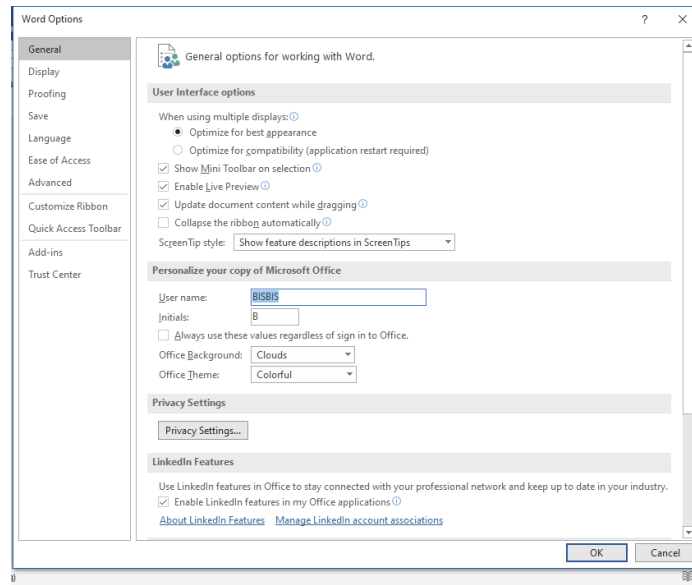 Word Options
?
General
Display
Proofing
Save
Language
Ease of Access
Advanced
Customize Ribbon
Quick Access Toolbar
Add-ins
Trust Center
General options for working with Word.
User Interface options
When using multiple displays:
Optimize for best appearance
Optimize for compatibility (application restart required)
Show Mini Toolbar on selection
Enable Live Preview
Update document content while dragging
Collapse the ribbon automatically
ScreenTip style: Show feature descriptions in ScreenTips
Personalize your copy of Microsoft Office
User name: BISBIS
Initials: B
Always use these values regardless of sign in to Office.
Office Background: Clouds
Office Theme: Colorful
Privacy Settings
Privacy Settings...
LinkedIn Features
Use LinkedIn features in Office to stay connected with your professional network and keep up to date in your industry.
Enable LinkedIn features in my Office applications
About LinkedIn Features Manage LinkedIn account associations
OK Cancel